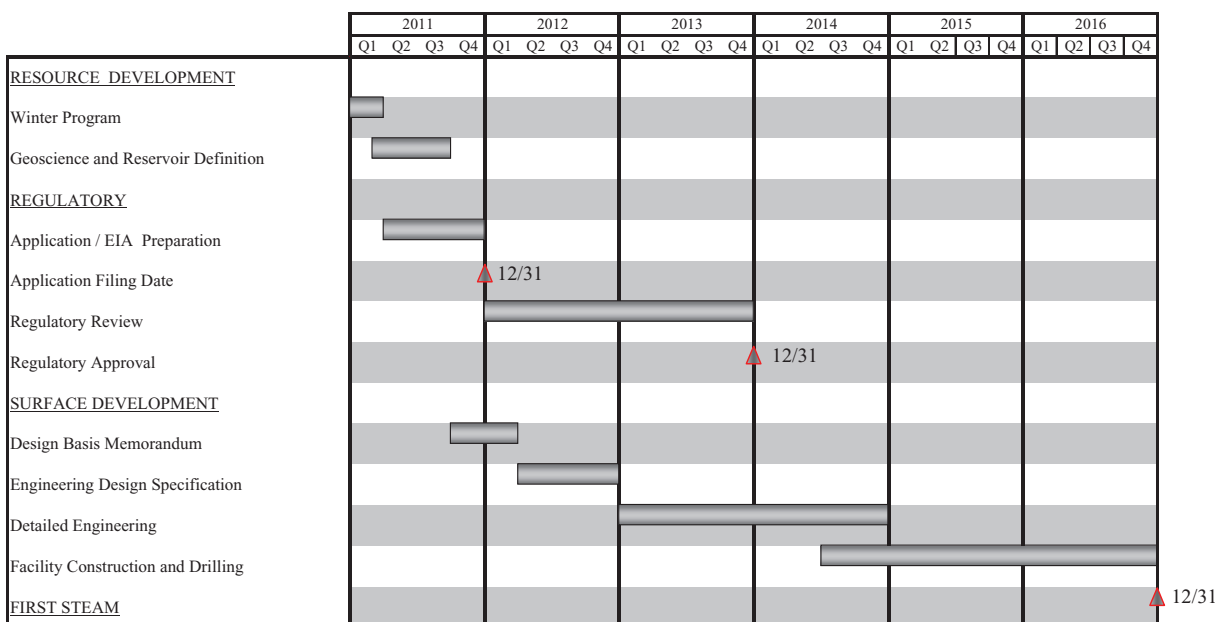 2011 2012 2013 2014 2015 2016
Q1 Q2 Q3 Q4 Q1 Q2 Q3 Q4 Q1 Q2 Q3 Q4 Q1 Q2 Q3 Q4 Q1 Q2 Q3 Q4 Q1 Q2 Q3 Q4
RESOURCE DEVELOPMENT
Winter Program
Geoscience and Reservoir Definition
REGULATORY
Application / EIA Preparation
Application Filing Date 12/31
Regulatory Review
Regulatory Approval 12/31
SURFACE DEVELOPMENT
Design Basis Memorandum
Engineering Design Specification
Detailed Engineering
Facility Construction and Drilling
FIRST STEAM 12/31